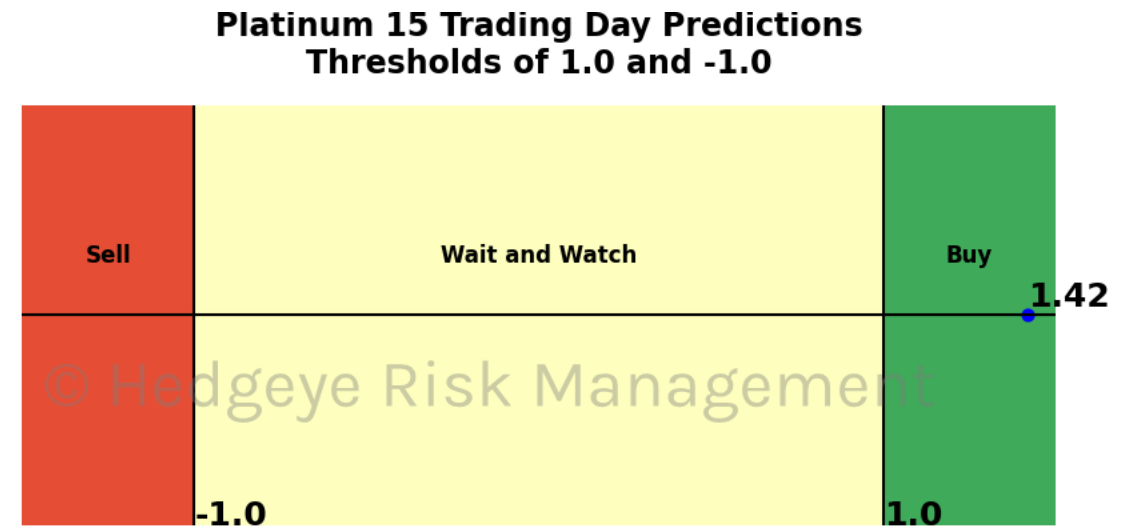 Platinum 15 Trading Day Predictions
Thresholds of 1.0 and -1.0
Sell
Wait and Watch
Buy
1.42
© Hedgeye Risk Management
-1.0
1.0